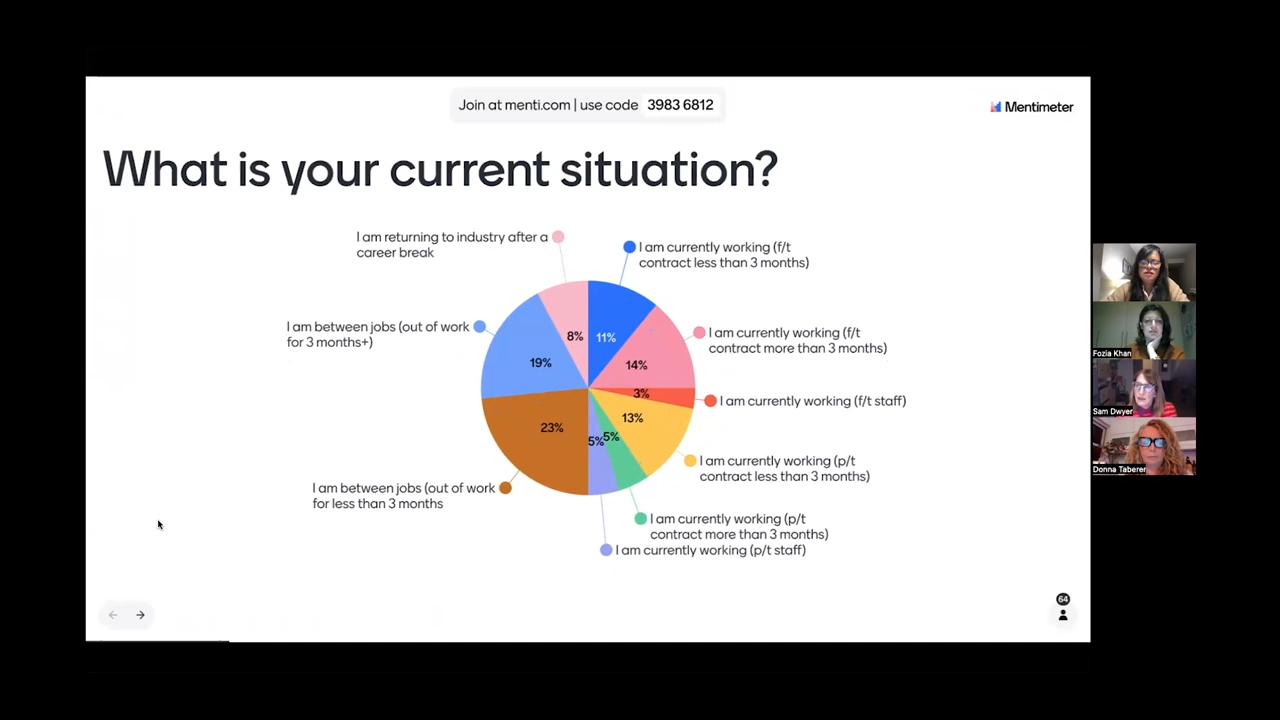 Join at menti.com | use code 3983 6812
Mentimeter
What is your current situation?
I am returning to industry after a
career break
I am currently working (f/t
contract less than 3 months)
I am between jobs (out of work
for 3 months+)
I am currently working (f/t
contract more than 3 months)
8%
11%
19%
14%
3%
I am currently working (f/t staff)
13%
23%
5%
5%
I am currently working (p/t
contract less than 3 months)
I am between jobs (out of work
for less than 3 months
I am currently working (p/t
contract more than 3 months)
I am currently working (p/t staff)
64
Fozia Khan
Sam Dwyer
Donna Taberer